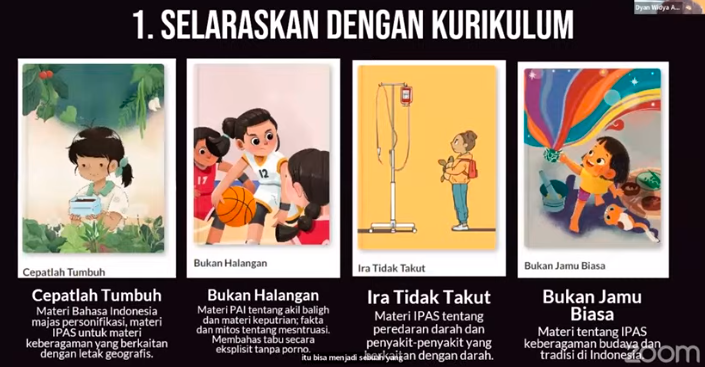 Dyan Widya A...
1. SELARASKAN DENGAN KURIKULUM
12
Cepatlah Tumbuh
Bukan Halangan
Ira Tidak Takut
Bukan Jamu Biasa
Cepatlah Tumbuh
Materi Bahasa Indonesia
majas personifikasi, materi
IPAS untuk materi
keberagaman yang berkaitan
dengan letak geografis.
Bukan Halangan
Materi PAI tentang akil baligh
dan materi keputrian; fakta
dan mitos tentang mesntruasi.
Membahas tabu secara
eksplisit tanpa porno.
Ira Tidak Takut
Materi IPAS tentang
peredaran darah dan
penyakit-penyakit yang
berkaitan dengan darah.
Bukan Jamu
Biasa
Materi tentang IPAS
keberagaman budaya dan
tradisi di Indonesia
itu bisa menjadi sebuah yang
zoom